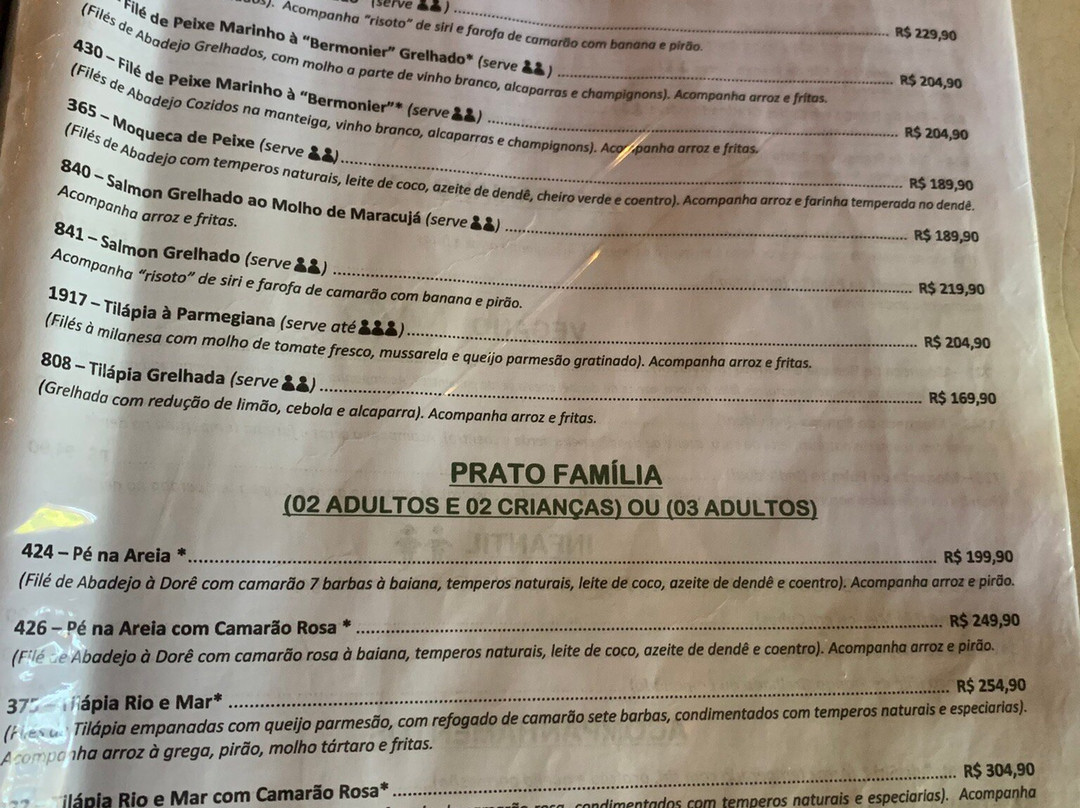 (serve
Acompanha “risoto” de siri e farofa de camarão com banana e pirão. R$ 229,90
Filé de Peixe Marinho à “Bermonier” Grelhado* (serve ) R$ 204,90
(Filés de Abadejo Grelhados, com molho a parte de vinho branco, alcaparras e champignons). Acompanha arroz e fritas.
430 – Filé de Peixe Marinho à “Bermonier”* (serve ) R$ 204,90
(Filés de Abadejo Cozidos na manteiga, vinho branco, alcaparras e champignons). Acompanha arroz e fritas.
365 – Moqueca de Peixe (serve ) R$ 189,90
(Filés de Abadejo com temperos naturais, leite de coco, azeite de dendê, cheiro verde e coentro). Acompanha arroz e farinha temperada no dendê.
840 – Salmon Grelhado ao Molho de Maracujá (serve ) R$ 189,90
Acompanha arroz e fritas.
841 – Salmon Grelhado (serve ) R$ 219,90
Acompanha “risoto” de siri e farofa de camarão com banana e pirão.
1917 – Tilápia à Parmegiana (serve até ) R$ 204,90
(Filés à milanesa com molho de tomate fresco, mussarela e queijo parmesão gratinado). Acompanha arroz e fritas.
808 – Tilápia Grelhada (serve ) R$ 169,90
(Grelhada com redução de limão, cebola e alcaparra). Acompanha arroz e fritas.
PRATO FAMÍLIA
(02 ADULTOS E 02 CRIANÇAS) OU (03 ADULTOS)
424 – Pé na Areia * R$ 199,90
(Filé de Abadejo à Dorê com camarão 7 barbas à baiana, temperos naturais, leite de coco, azeite de dendê e coentro). Acompanha arroz e pirão.
426 – Pé na Areia com Camarão Rosa * R$ 249,90
(Filé de Abadejo à Dorê com camarão rosa à baiana, temperos naturais, leite de coco, azeite de dendê e coentro). Acompanha arroz e pirão.
375 – Tilápia Rio e Mar* R$ 254,90
Tilápia empanadas com queijo parmesão, com refogado de camarão sete barbas, condimentados com temperos naturais e especiarias).
Acompanha arroz à grega, pirão, molho tártaro e fritas.
Tilápia Rio e Mar com Camarão Rosa* R$ 304,90
condimentados com temperos naturais e especiarias). Acompanha